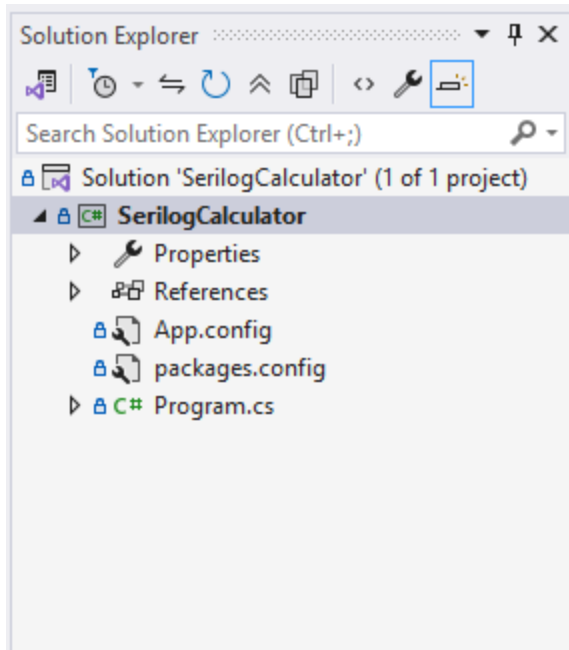 Solution Explorer
Search Solution Explorer (Ctrl+;)
Solution 'SerilogCalculator' (1 of 1 project)
C# SerilogCalculator
Properties
References
App.config
packages.config
C# Program.cs